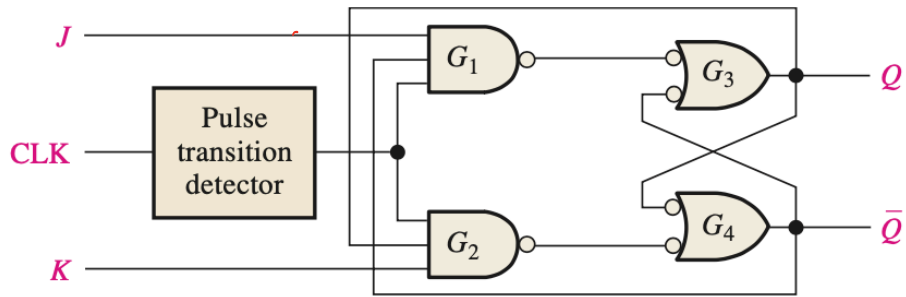 J
G₁
G₃
Q
Pulse
transition
detector
CLK
G₂
G₄
Q̅
K